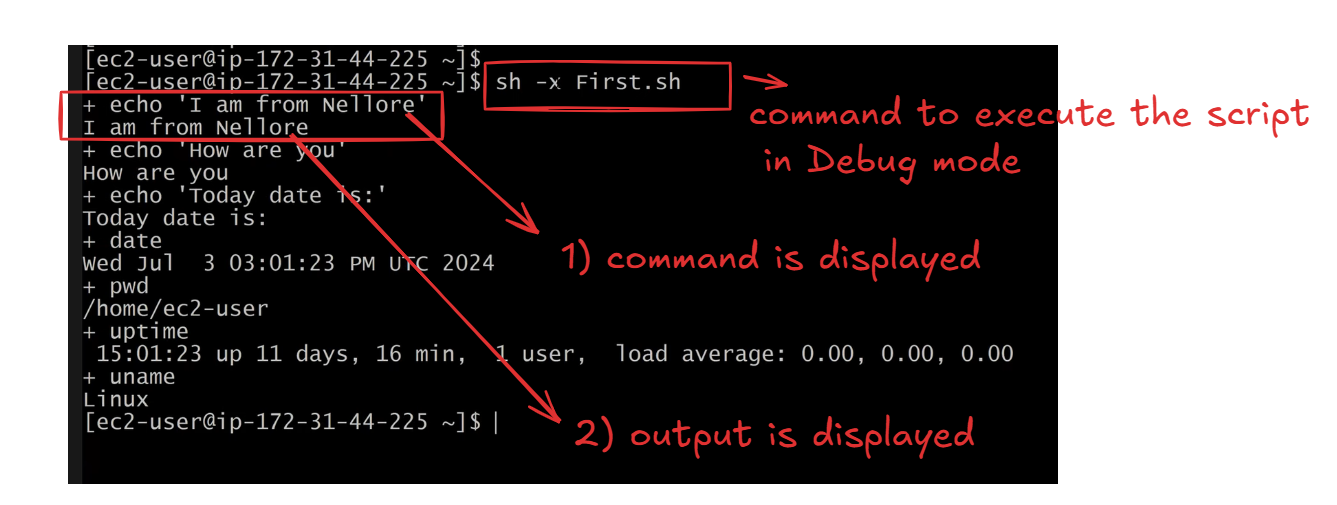 [ec2-user@ip-172-31-44-225 ~]$
[ec2-user@ip-172-31-44-225 ~]$ sh -x First.sh
+ echo 'I am from Nellore'
I am from Nellore
+ echo 'How are you'
How are you
+ echo 'Today date is:'
Today date is:
+ date
Wed Jul  3 03:01:23 PM UTC 2024
+ pwd
/home/ec2-user
+ uptime
 15:01:23 up 11 days, 16 min,  1 user,  load average: 0.00, 0.00, 0.00
+ uname
Linux
[ec2-user@ip-172-31-44-225 ~]$
command to execute the script
in Debug mode
1) command is displayed
2) output is displayed